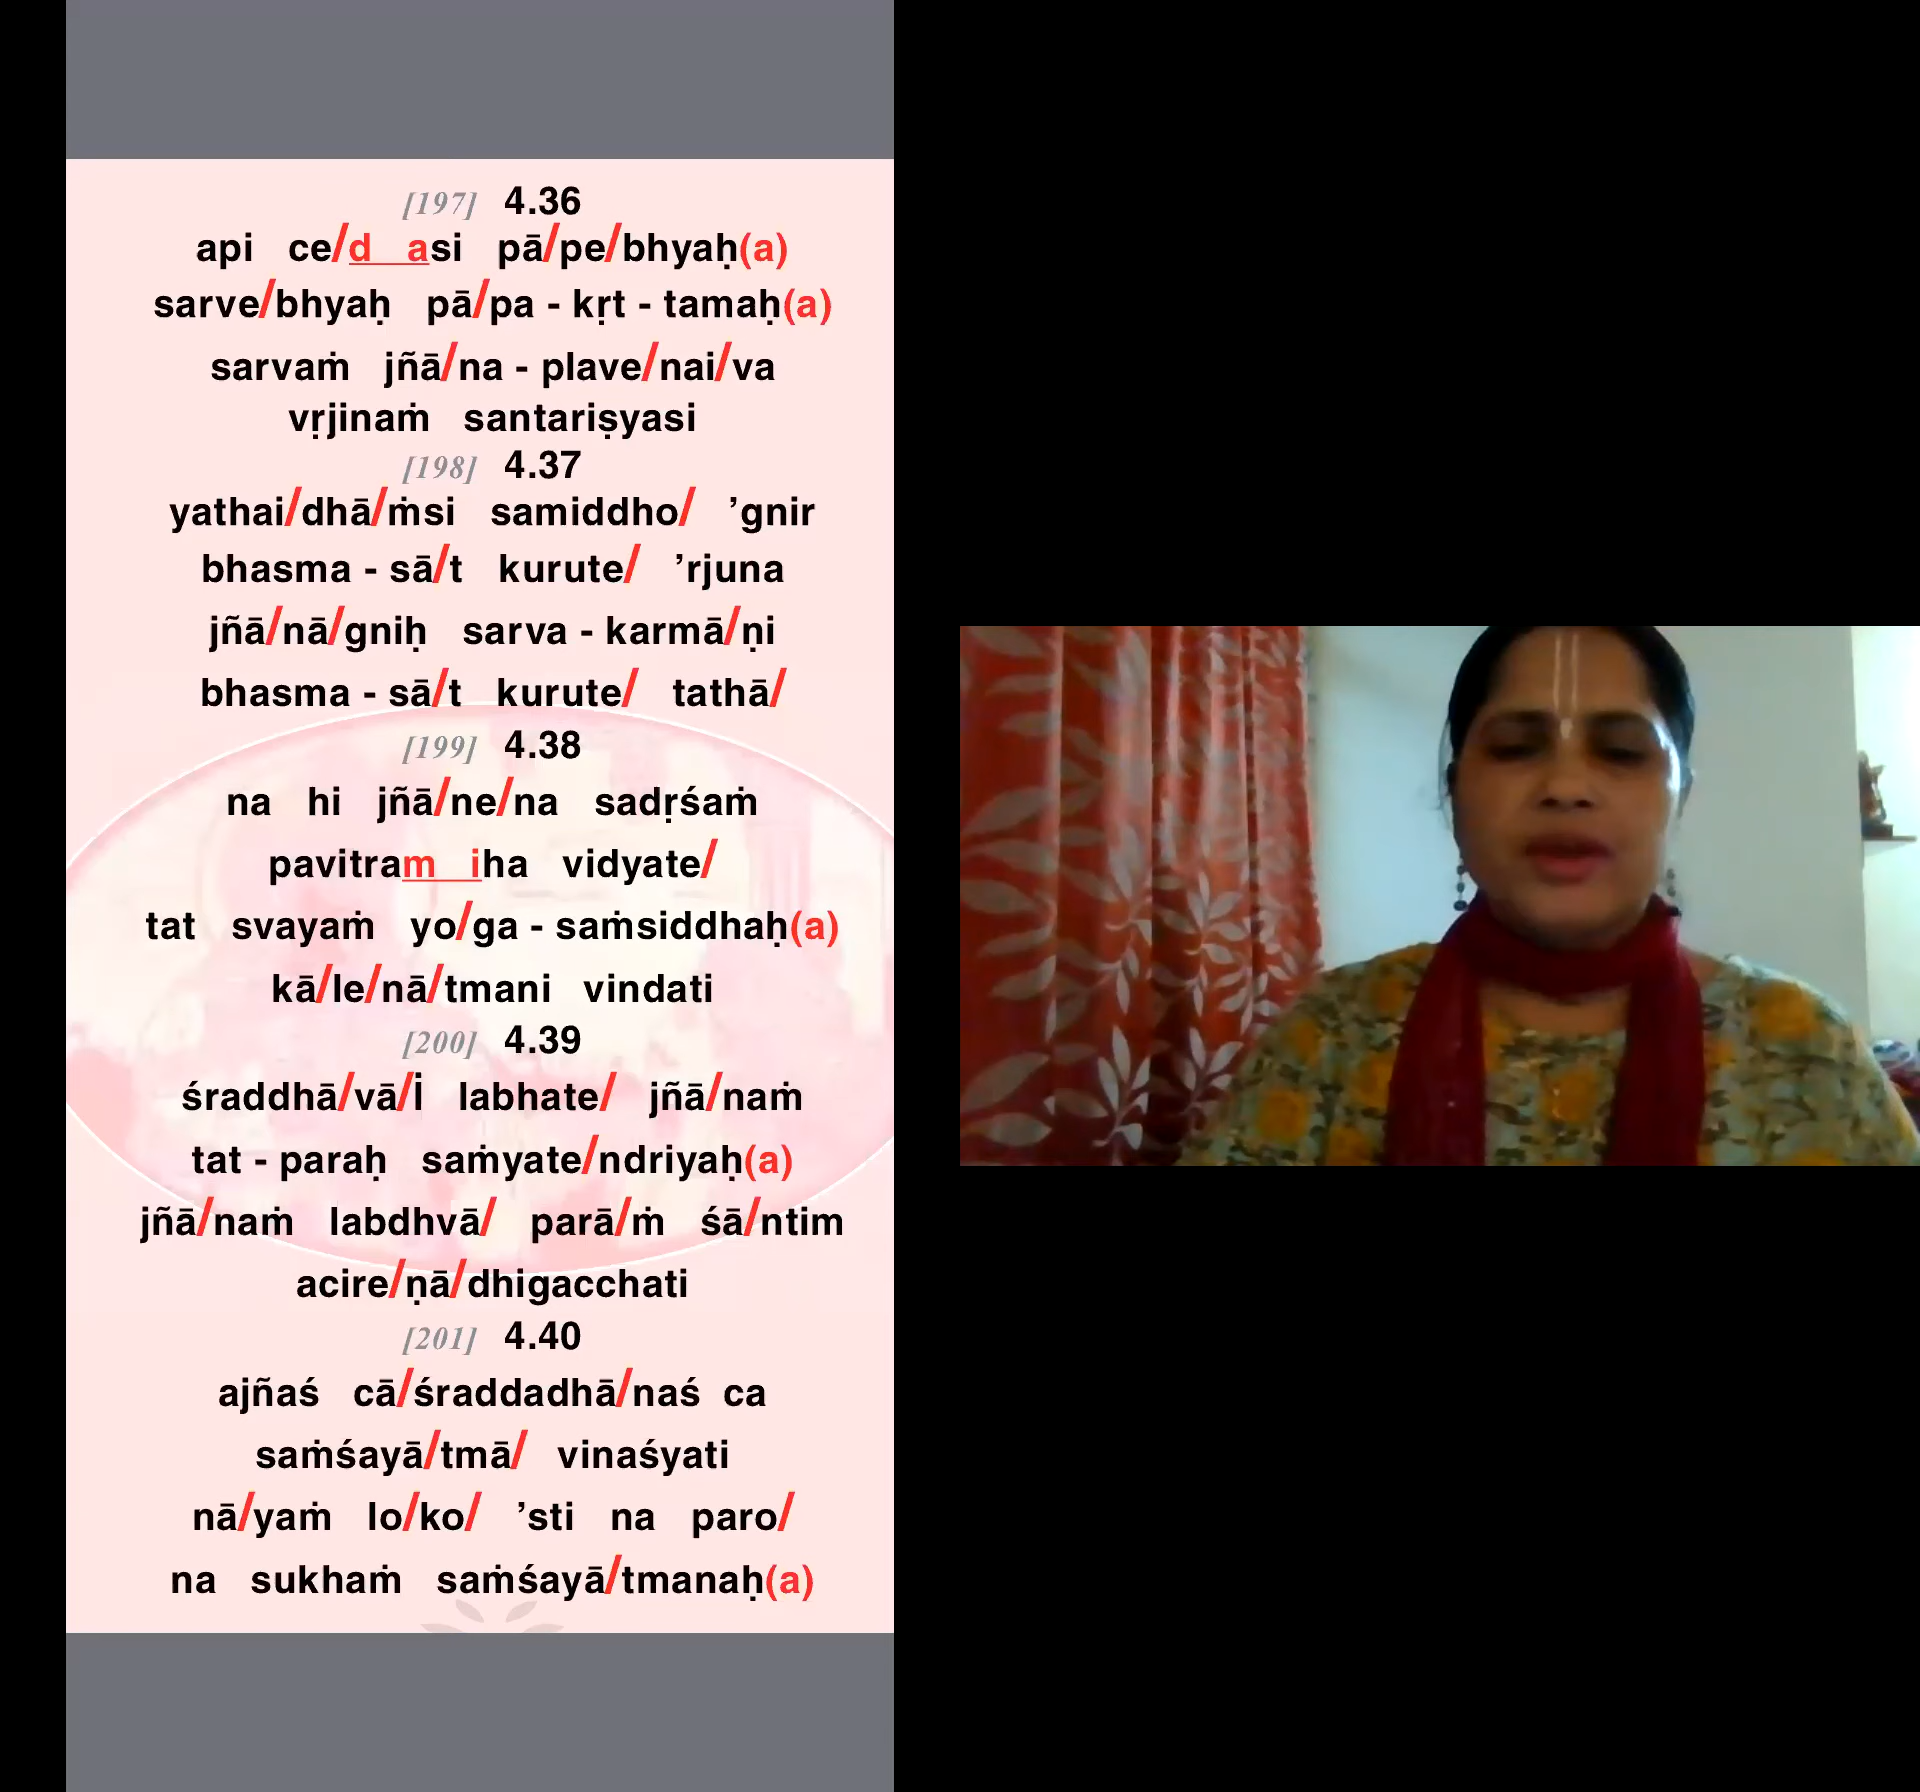 [197] 4.36
api ce/d asi pā/pe/bhyaḥ(a)
sarve/bhyaḥ pā/pa - kṛt - tamaḥ(a)
sarvaṁ jñā/na - plave/nai/va
vṛjinaṁ santariṣyasi
[198] 4.37
yathai/dhā/ṁsi samiddho/ ’gnir
bhasma - sā/t kurute/ ’rjuna
jñā/nā/gniḥ sarva - karmā/ṇi
bhasma - sā/t kurute/ tathā/
[199] 4.38
na hi jñā/ne/na sadṛśaṁ
pavitram iha vidyate/
tat svayaṁ yo/ga - saṁsiddhaḥ(a)
kā/le/nā/tmani vindati
[200] 4.39
śraddhā/vā/l̇ labhate/ jñā/naṁ
tat - paraḥ saṁyate/ndriyaḥ(a)
jñā/naṁ labdhvā/ parā/ṁ śā/ntim
acire/ṇā/dhigacchati
[201] 4.40
ajñaś cā/śraddadhā/naś ca
saṁśayā/tmā/ vinaśyati
nā/yaṁ lo/ko/ ’sti na paro/
na sukhaṁ saṁśayā/tmanaḥ(a)